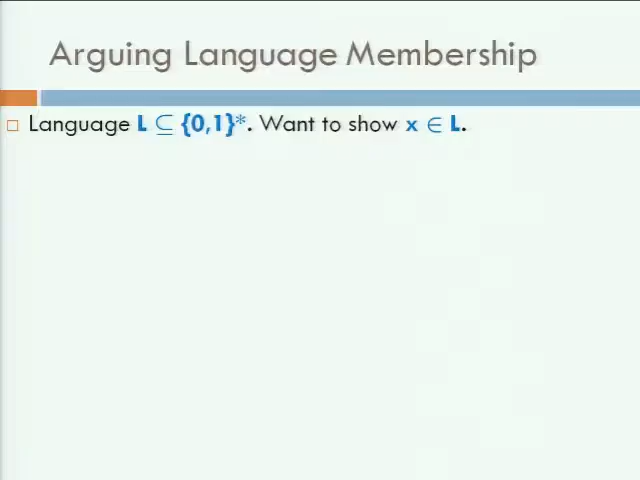 Arguing Language Membership
Language L ⊆ {0,1}*. Want to show x ∈ L.